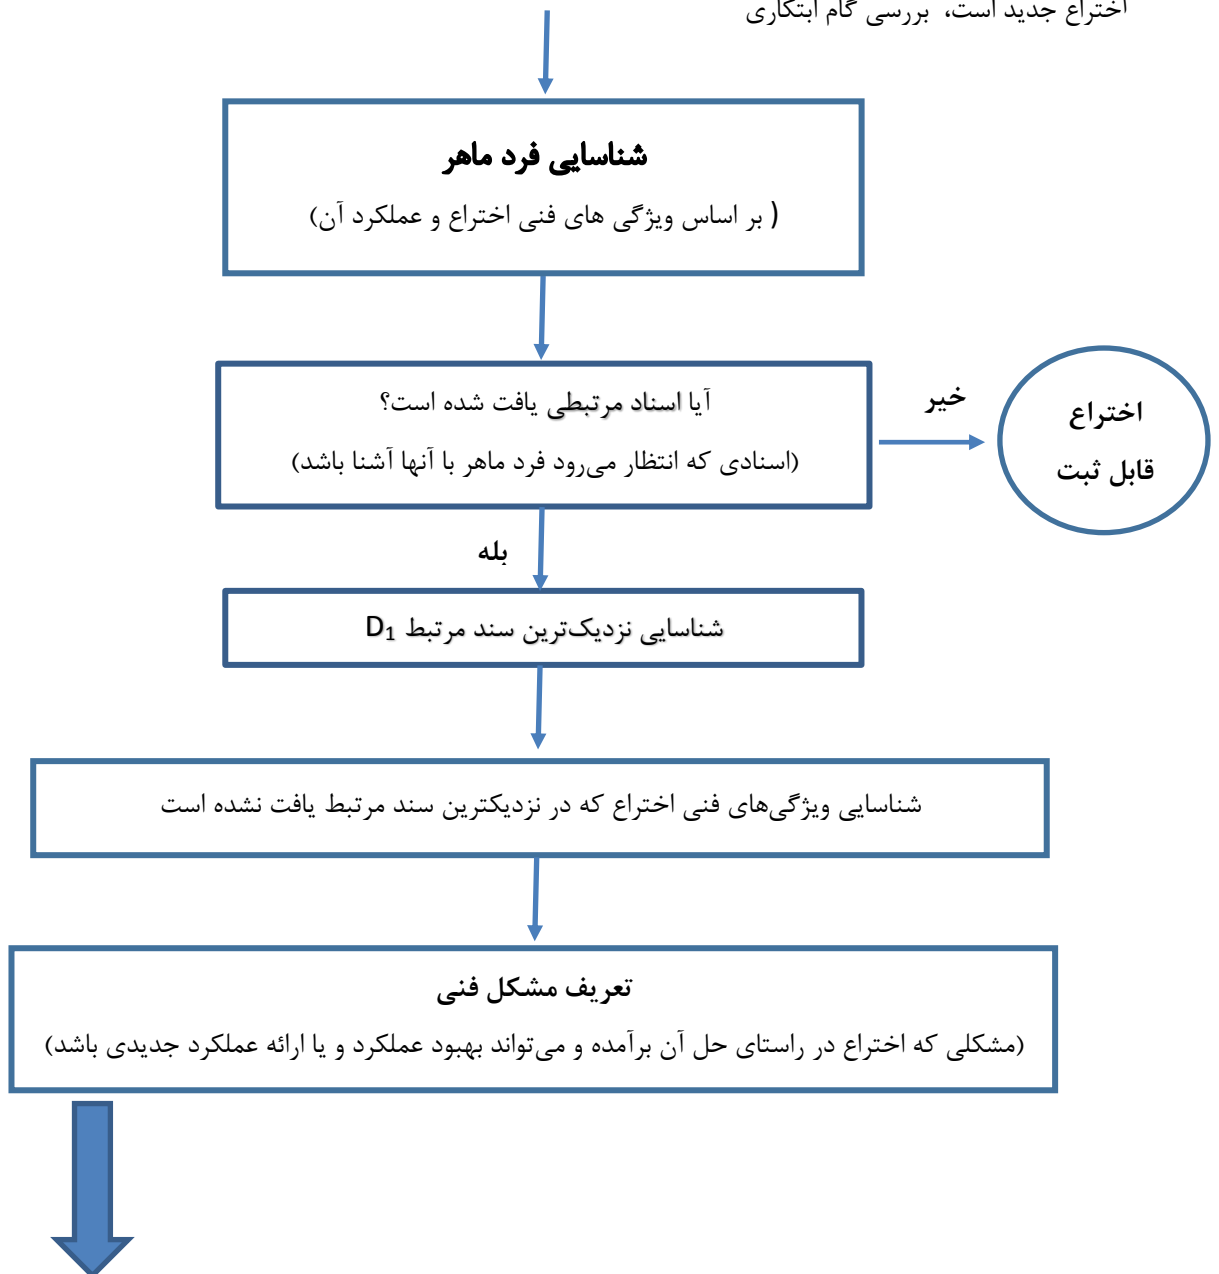 اختراع جدید است، بررسی گام ابتکاری
شناسایی فرد ماهر
( بر اساس ویژگی های فنی اختراع و عملکرد آن)
آیا اسناد مرتبطی یافت شده است؟
(اسنادی که انتظار می‌رود فرد ماهر با آنها آشنا باشد)
خیر
اختراع
قابل ثبت
بله
شناسایی نزدیک‌ترین سند مرتبط D₁
شناسایی ویژگی‌های فنی اختراع که در نزدیکترین سند مرتبط یافت نشده است
تعریف مشکل فنی
(مشکلی که اختراع در راستای حل آن برآمده و می‌تواند بهبود عملکرد و یا ارائه عملکرد جدیدی باشد)